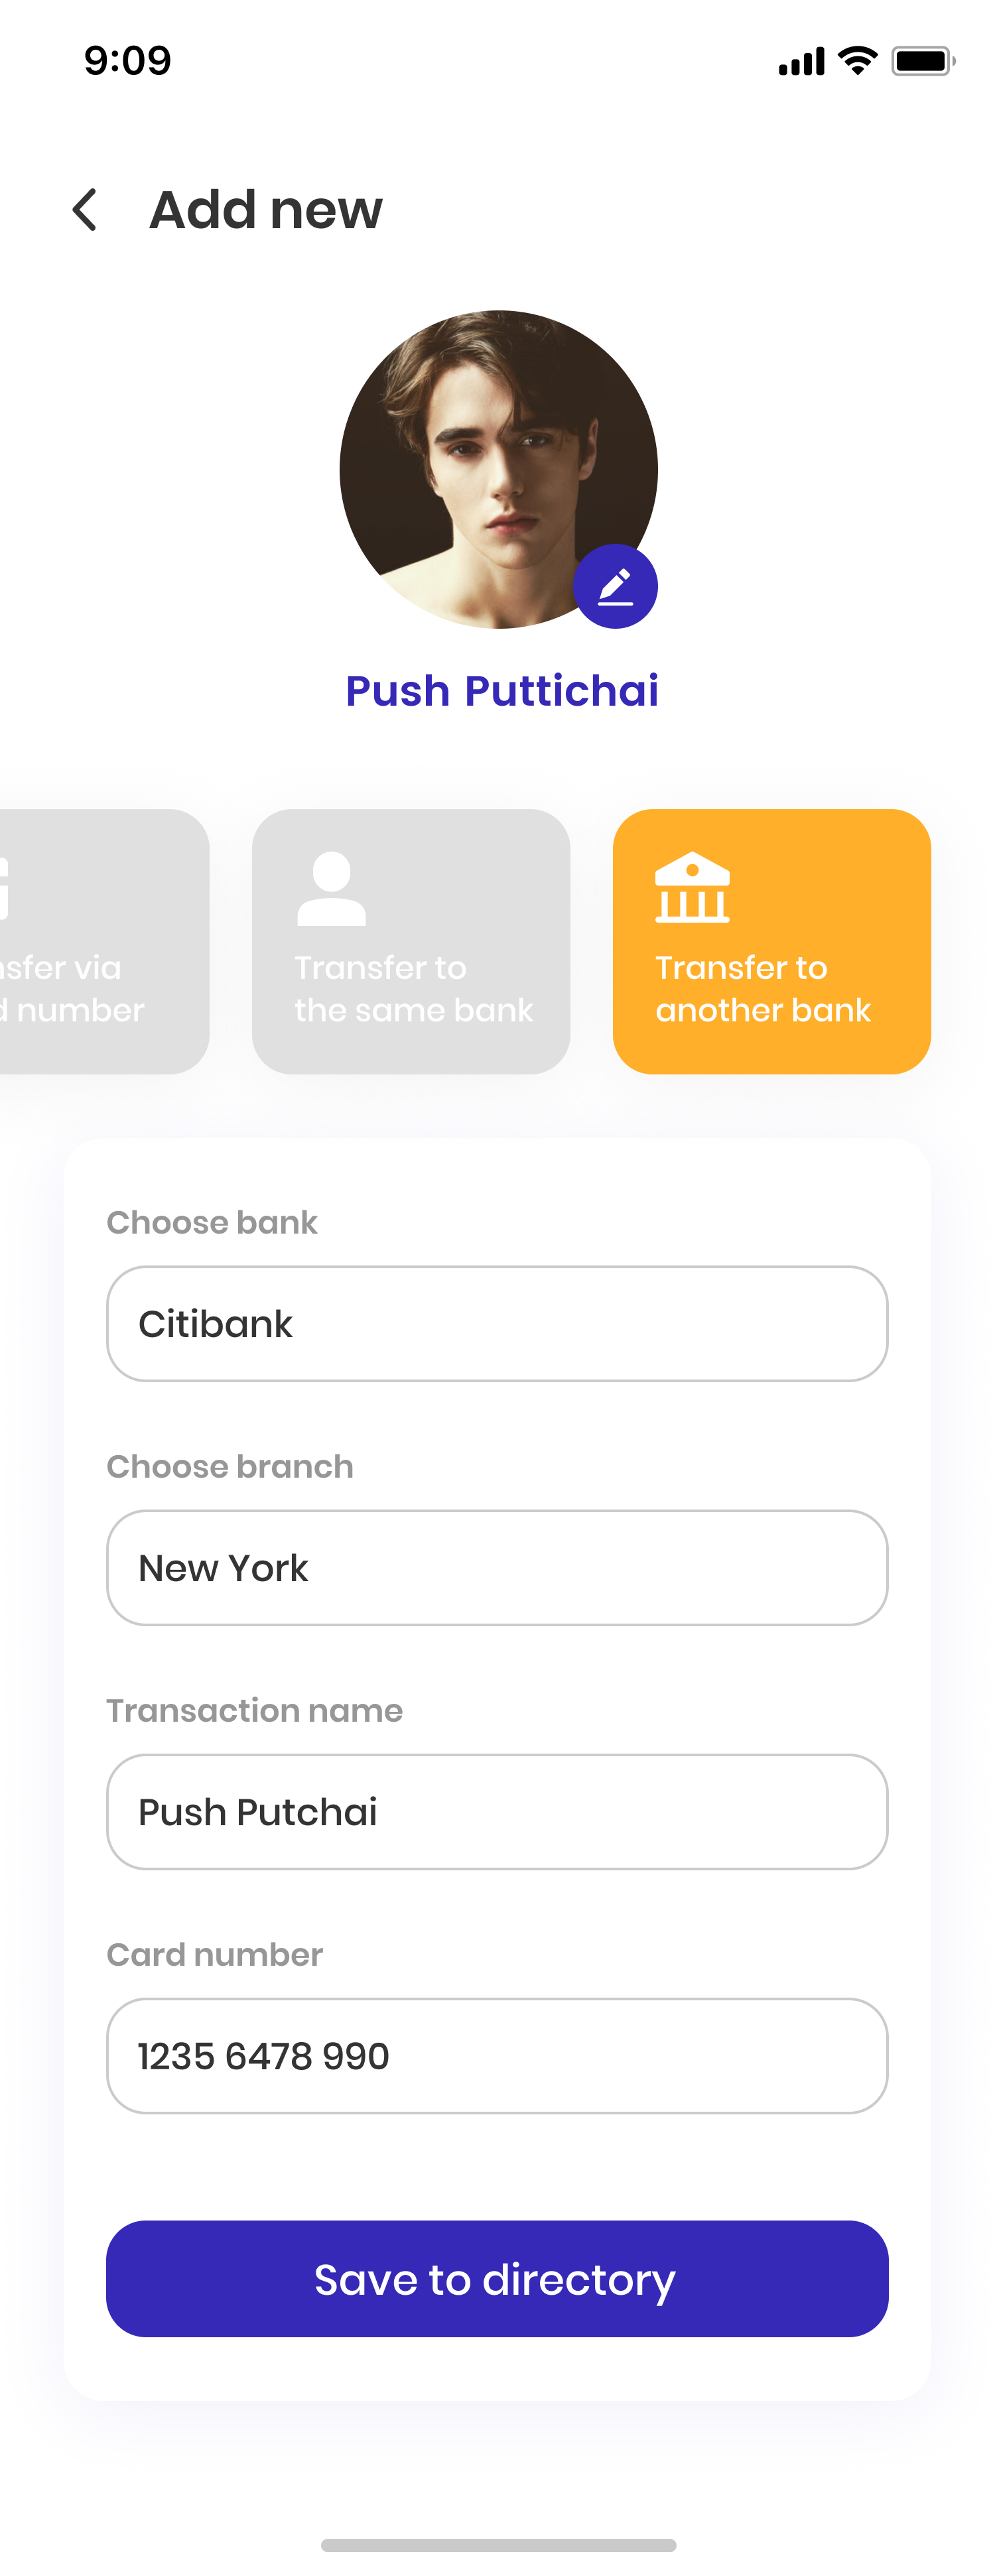 9:09
Add new
Push Puttichai
via
number
Transfer to
the same bank
Transfer to
another bank
Choose bank
Citibank
Choose branch
New York
Transaction name
Push Putchai
Card number
1235 6478 990
Save to directory